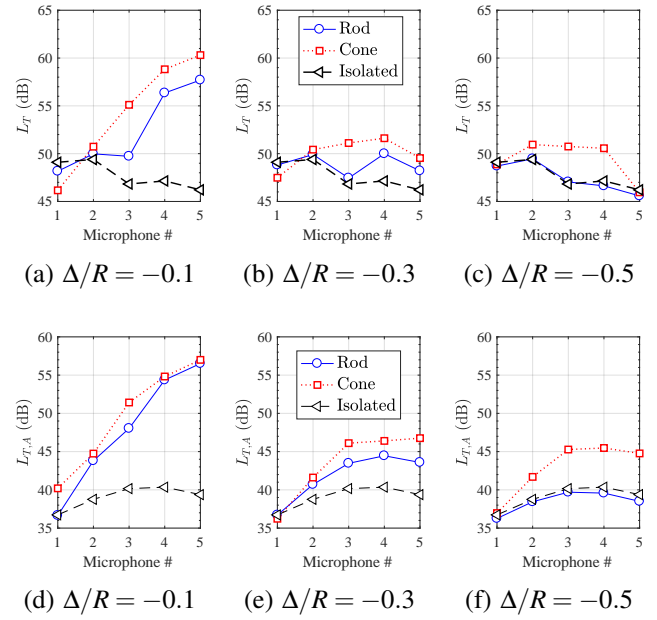 65
60
55
50
45
L_T (dB)
1 2 3 4 5
Microphone #
(a) Δ/R = −0.1
65
60
55
50
45
L_T (dB)
Rod
Cone
Isolated
1 2 3 4 5
Microphone #
(b) Δ/R = −0.3
65
60
55
50
45
L_T (dB)
1 2 3 4 5
Microphone #
(c) Δ/R = −0.5
60
55
50
45
40
35
L_{T,A} (dB)
1 2 3 4 5
Microphone #
(d) Δ/R = −0.1
60
55
50
45
40
35
L_{T,A} (dB)
Rod
Cone
Isolated
1 2 3 4 5
Microphone #
(e) Δ/R = −0.3
60
55
50
45
40
35
L_{T,A} (dB)
1 2 3 4 5
Microphone #
(f) Δ/R = −0.5